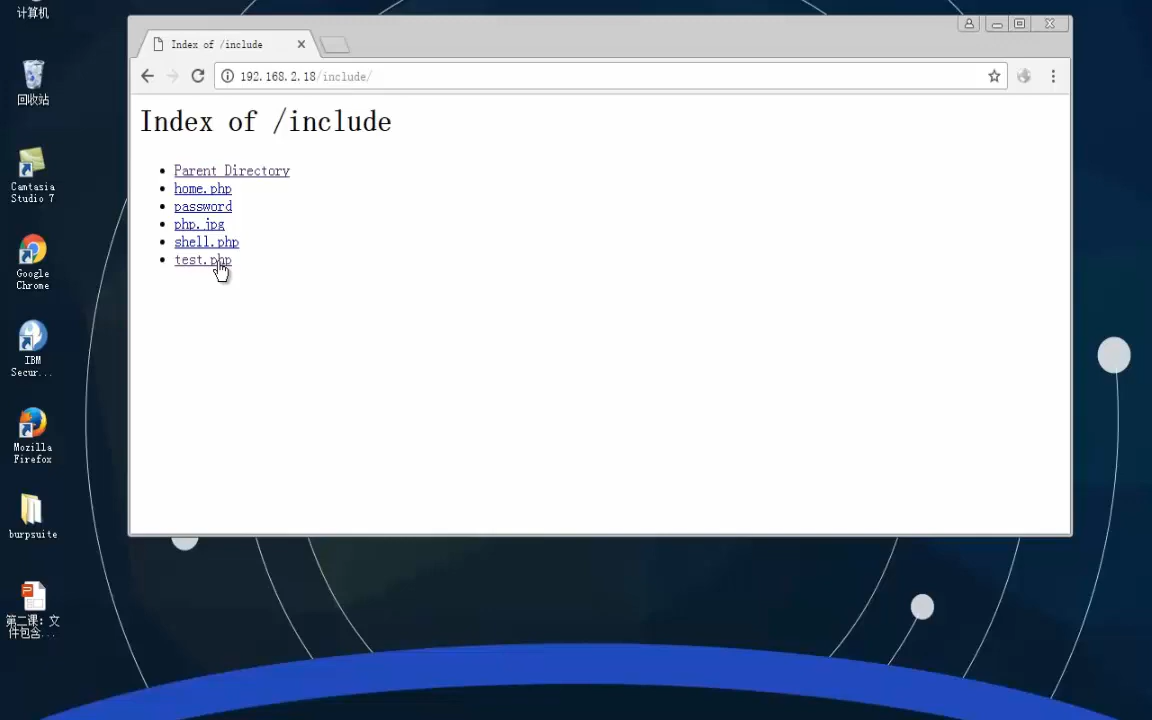 计算机
回收站
Camtasia
Studio 7
Google
Chrome
IBM
Secur...
Mozilla
Firefox
burpsuite
第二课：文
件包含...
Index of /include
192.168.2.18/include/
Index of /include
Parent Directory
home.php
password
php.jpg
shell.php
test.php